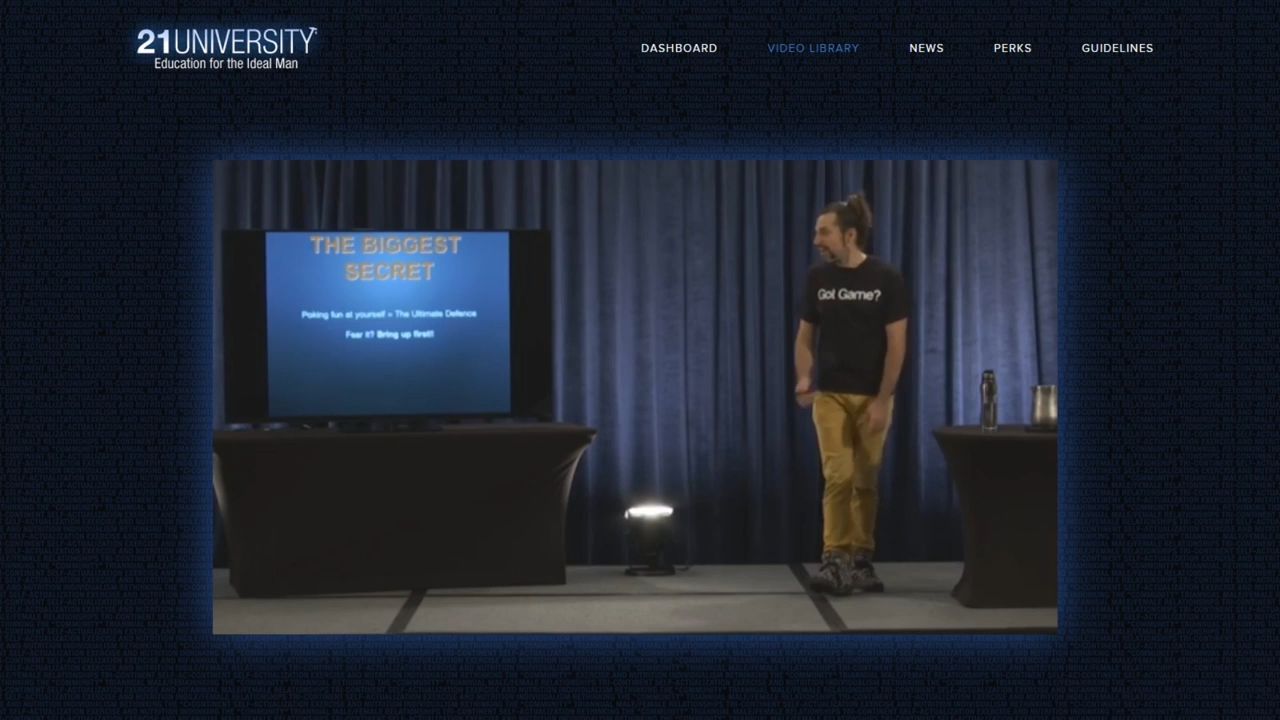 21UNIVERSITY
Education for the Ideal Man
DASHBOARD
VIDEO LIBRARY
NEWS
PERKS
GUIDELINES
THE BIGGEST
SECRET
Poking fun at yourself = The Ultimate Defence
Fear it? Bring up first!!
Got Game?